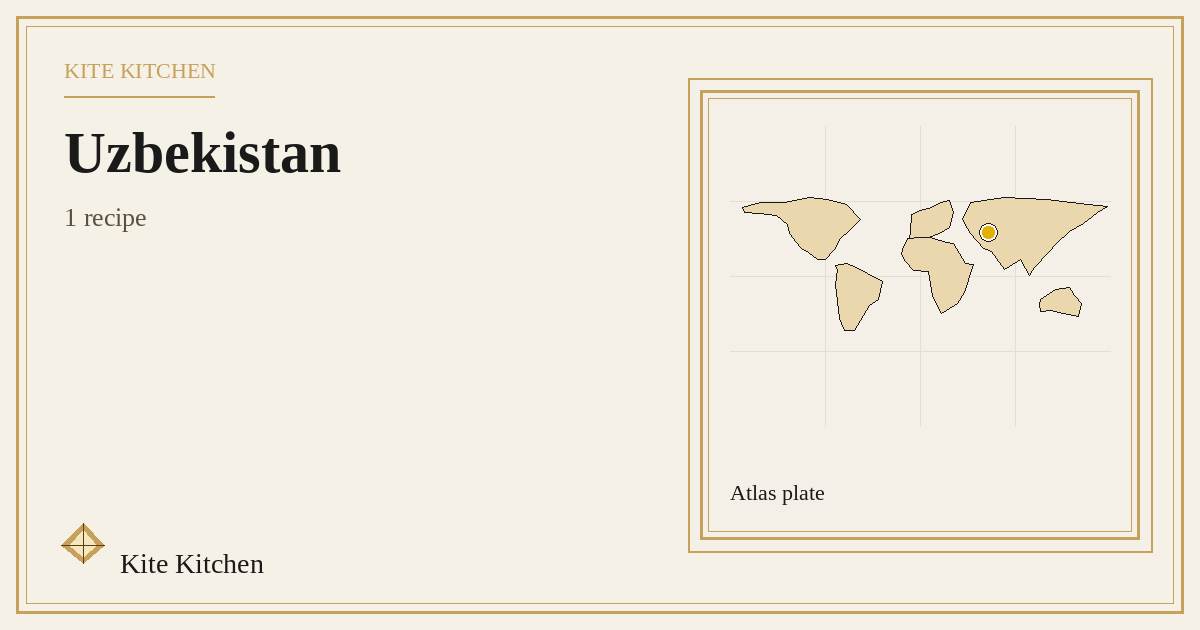 KITE KITCHEN
Uzbekistan
1 recipe
Atlas plate
Kite Kitchen